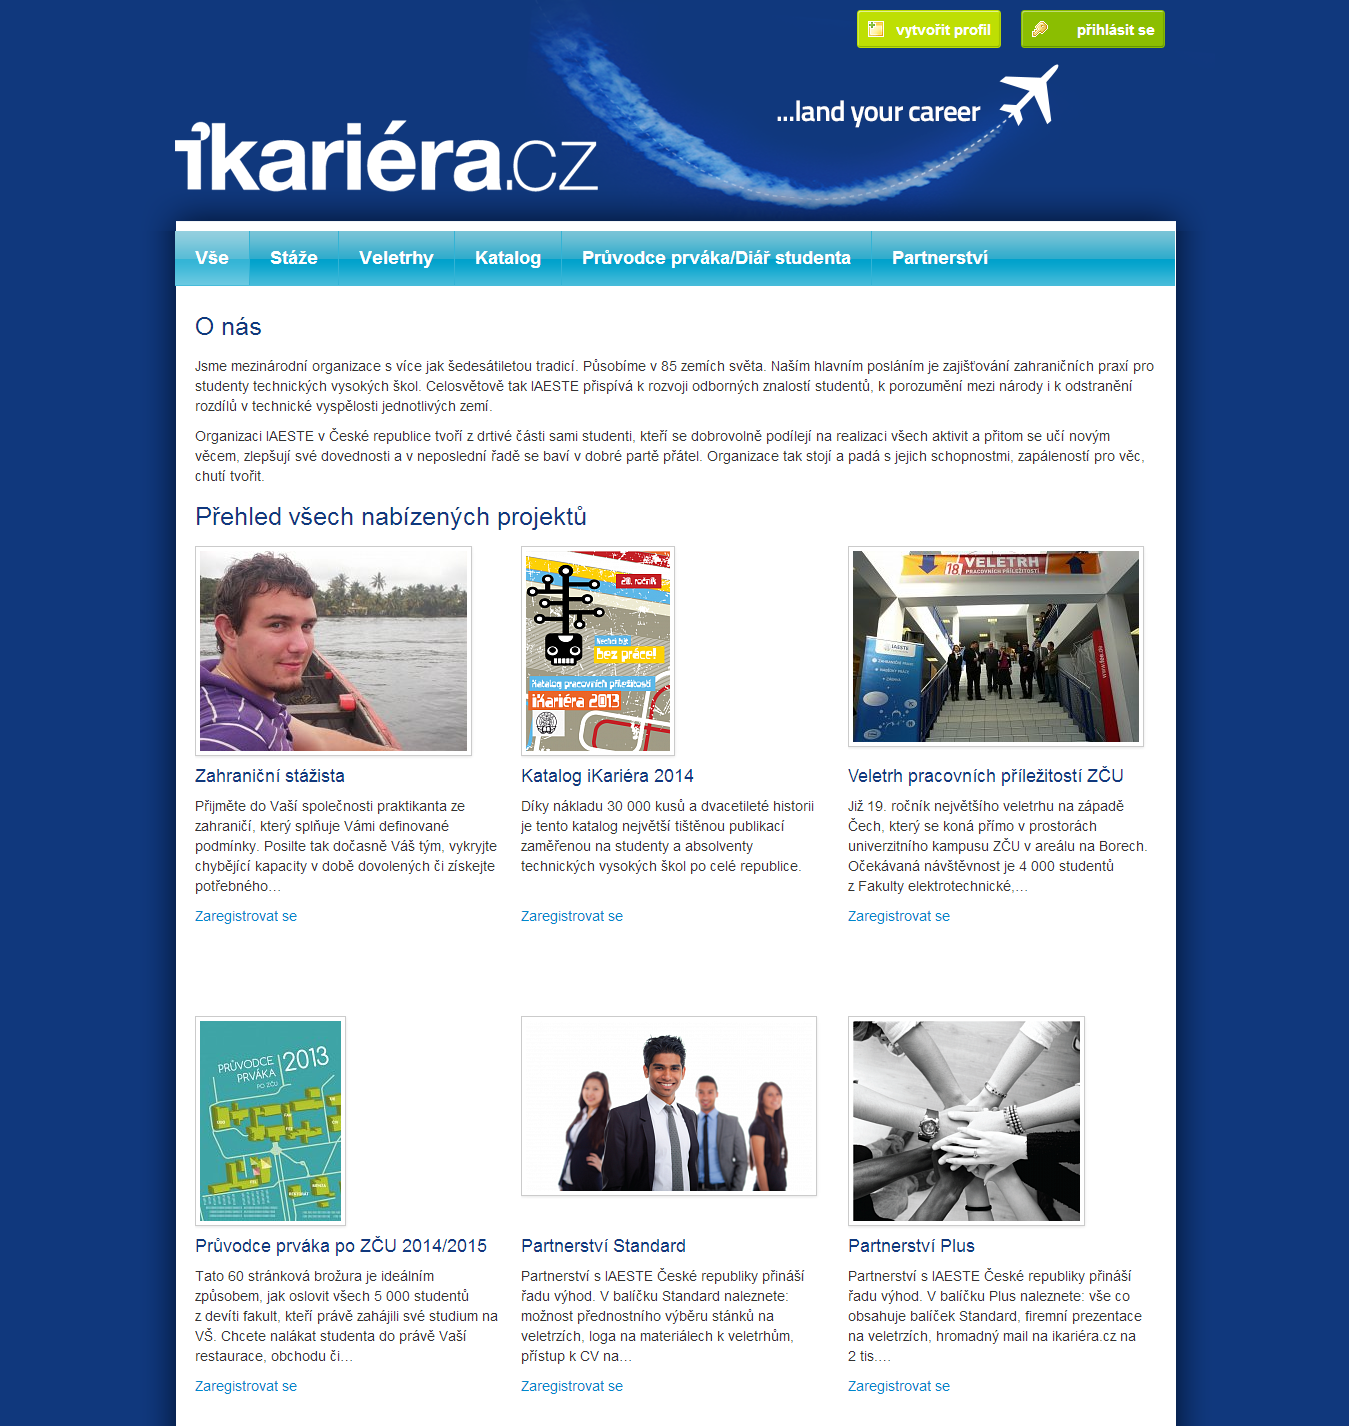 vytvořit profil
přihlásit se
...land your career
ikariéra.cz
Vše
Stáže
Veletrhy
Katalog
Průvodce prváka/Diář studenta
Partnerství
O nás
Jsme mezinárodní organizace s více jak šedesátiletou tradicí. Působíme v 85 zemích světa. Naším hlavním posláním je zajišťování zahraničních praxí pro
studenty technických vysokých škol. Celosvětově tak IAESTE přispívá k rozvoji odborných znalostí studentů, k porozumění mezi národy i k odstranění
rozdílů v technické vyspělosti jednotlivých zemí.
Organizaci IAESTE v České republice tvoří z drtivé části sami studenti, kteří se dobrovolně podílejí na realizaci všech aktivit a přitom se učí novým
věcem, zlepšují své dovednosti a v neposlední řadě se baví v dobré partě přátel. Organizace tak stojí a padá s jejich schopnostmi, zapáleností pro věc,
chutí tvořit.
Přehled všech nabízených projektů
20. ročník
Nechci být
bez práce!
Katalog pracovních příležitostí
iKariéra 2013
18. VELETRH
PRACOVNÍCH PŘÍLEŽITOSTÍ
IAESTE
Zahraniční stážista
Přijměte do Vaší společnosti praktikanta ze
zahraničí, který splňuje Vámi definované
podmínky. Posilte tak dočasně Váš tým, vykryjte
chybějící kapacity v době dovolených či získejte
potřebného…
Zaregistrovat se
Katalog iKariéra 2014
Díky nákladu 30 000 kusů a dvacetileté historii
je tento katalog největší tištěnou publikací
zaměřenou na studenty a absolventy
technických vysokých škol po celé republice.
Zaregistrovat se
Veletrh pracovních příležitostí ZČU
Již 19. ročník největšího veletrhu na západě
Čech, který se koná přímo v prostorách
univerzitního kampusu ZČU v areálu na Borech.
Očekávaná návštěvnost je 4 000 studentů
z Fakulty elektrotechnické,…
Zaregistrovat se
PRŮVODCE
PRVÁKA
PO ZČU
2013
Průvodce prváka po ZČU 2014/2015
Tato 60 stránková brožura je ideálním
způsobem, jak oslovit všech 5 000 studentů
z devíti fakult, kteří právě zahájili své studium na
VŠ. Chcete nalákat studenta do právě Vaší
restaurace, obchodu či…
Zaregistrovat se
Partnerství Standard
Partnerství s IAESTE České republiky přináší
řadu výhod. V balíčku Standard naleznete:
možnost přednostního výběru stánků na
veletrzích, loga na materiálech k veletrhům,
přístup k CV na…
Zaregistrovat se
Partnerství Plus
Partnerství s IAESTE České republiky přináší
řadu výhod. V balíčku Plus naleznete: vše co
obsahuje balíček Standard, firemní prezentace
na veletrzích, hromadný mail na ikariéra.cz na
2 tis.…
Zaregistrovat se